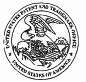 UNITED STATES PATENT AND TRADEMARK OFFICE
UNITED STATES OF AMERICA